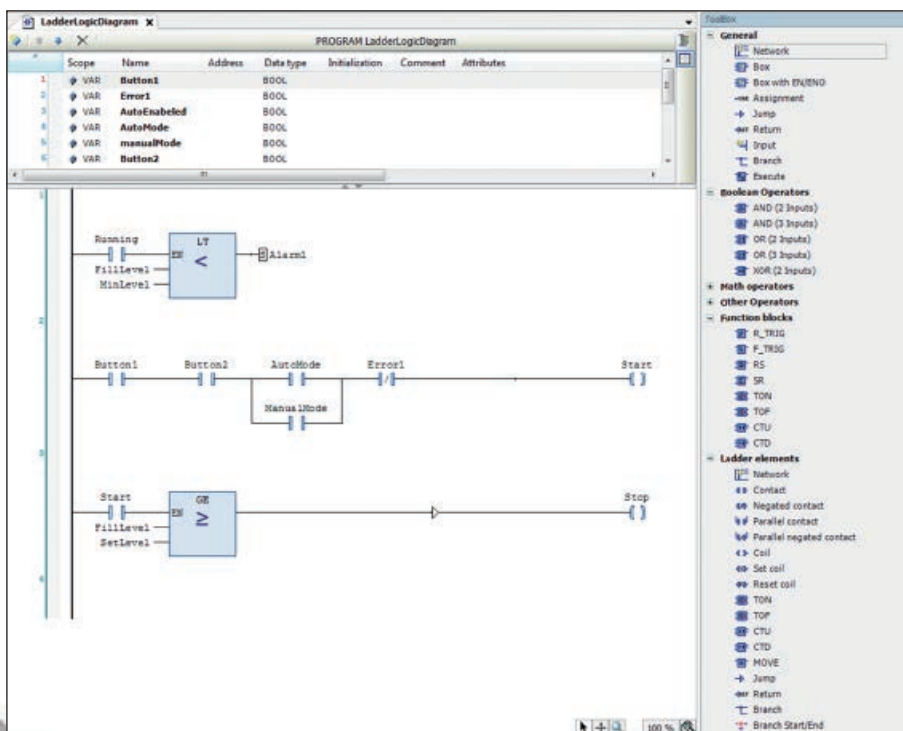 LadderLogicDiagram
PROGRAM LadderLogicDiagram
Scope Name Address Data type Initialization Comment Attributes
1 VAR Button1 BOOL
2 VAR Error1 BOOL
3 VAR AutoEnabeled BOOL
4 VAR AutoMode BOOL
5 VAR manualMode BOOL
6 VAR Button2 BOOL
1
Running LT
EN < S Alarm1
FillLevel
MinLevel
2
Button1 Button2 AutoMode Error1 Start
ManualMode
3
Start GE Stop
EN ≥
FillLevel
SetLevel
4
100 %
ToolBox
General
Network
Box
Box with EN/ENO
Assignment
Jump
Return
Input
Branch
Execute
Boolean Operators
AND (2 Inputs)
AND (3 Inputs)
OR (2 Inputs)
OR (3 Inputs)
XOR (2 Inputs)
Math operators
Other Operators
Function blocks
R_TRIG
F_TRIG
RS
SR
TON
TOF
CTU
CTD
Ladder elements
Network
Contact
Negated contact
Parallel contact
Parallel negated contact
Coil
Set coil
Reset coil
TON
TOF
CTU
CTD
MOVE
Jump
Return
Branch
Branch Start/End